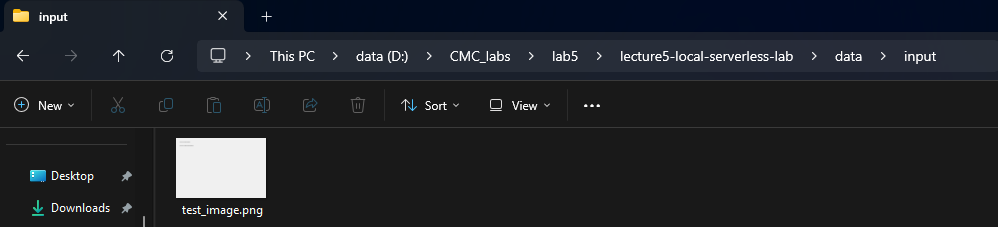 input
This PC > data (D:) > CMC_labs > lab5 > lecture5-local-serverless-lab > data > input
New Sort View
Desktop
Downloads
test_image.png